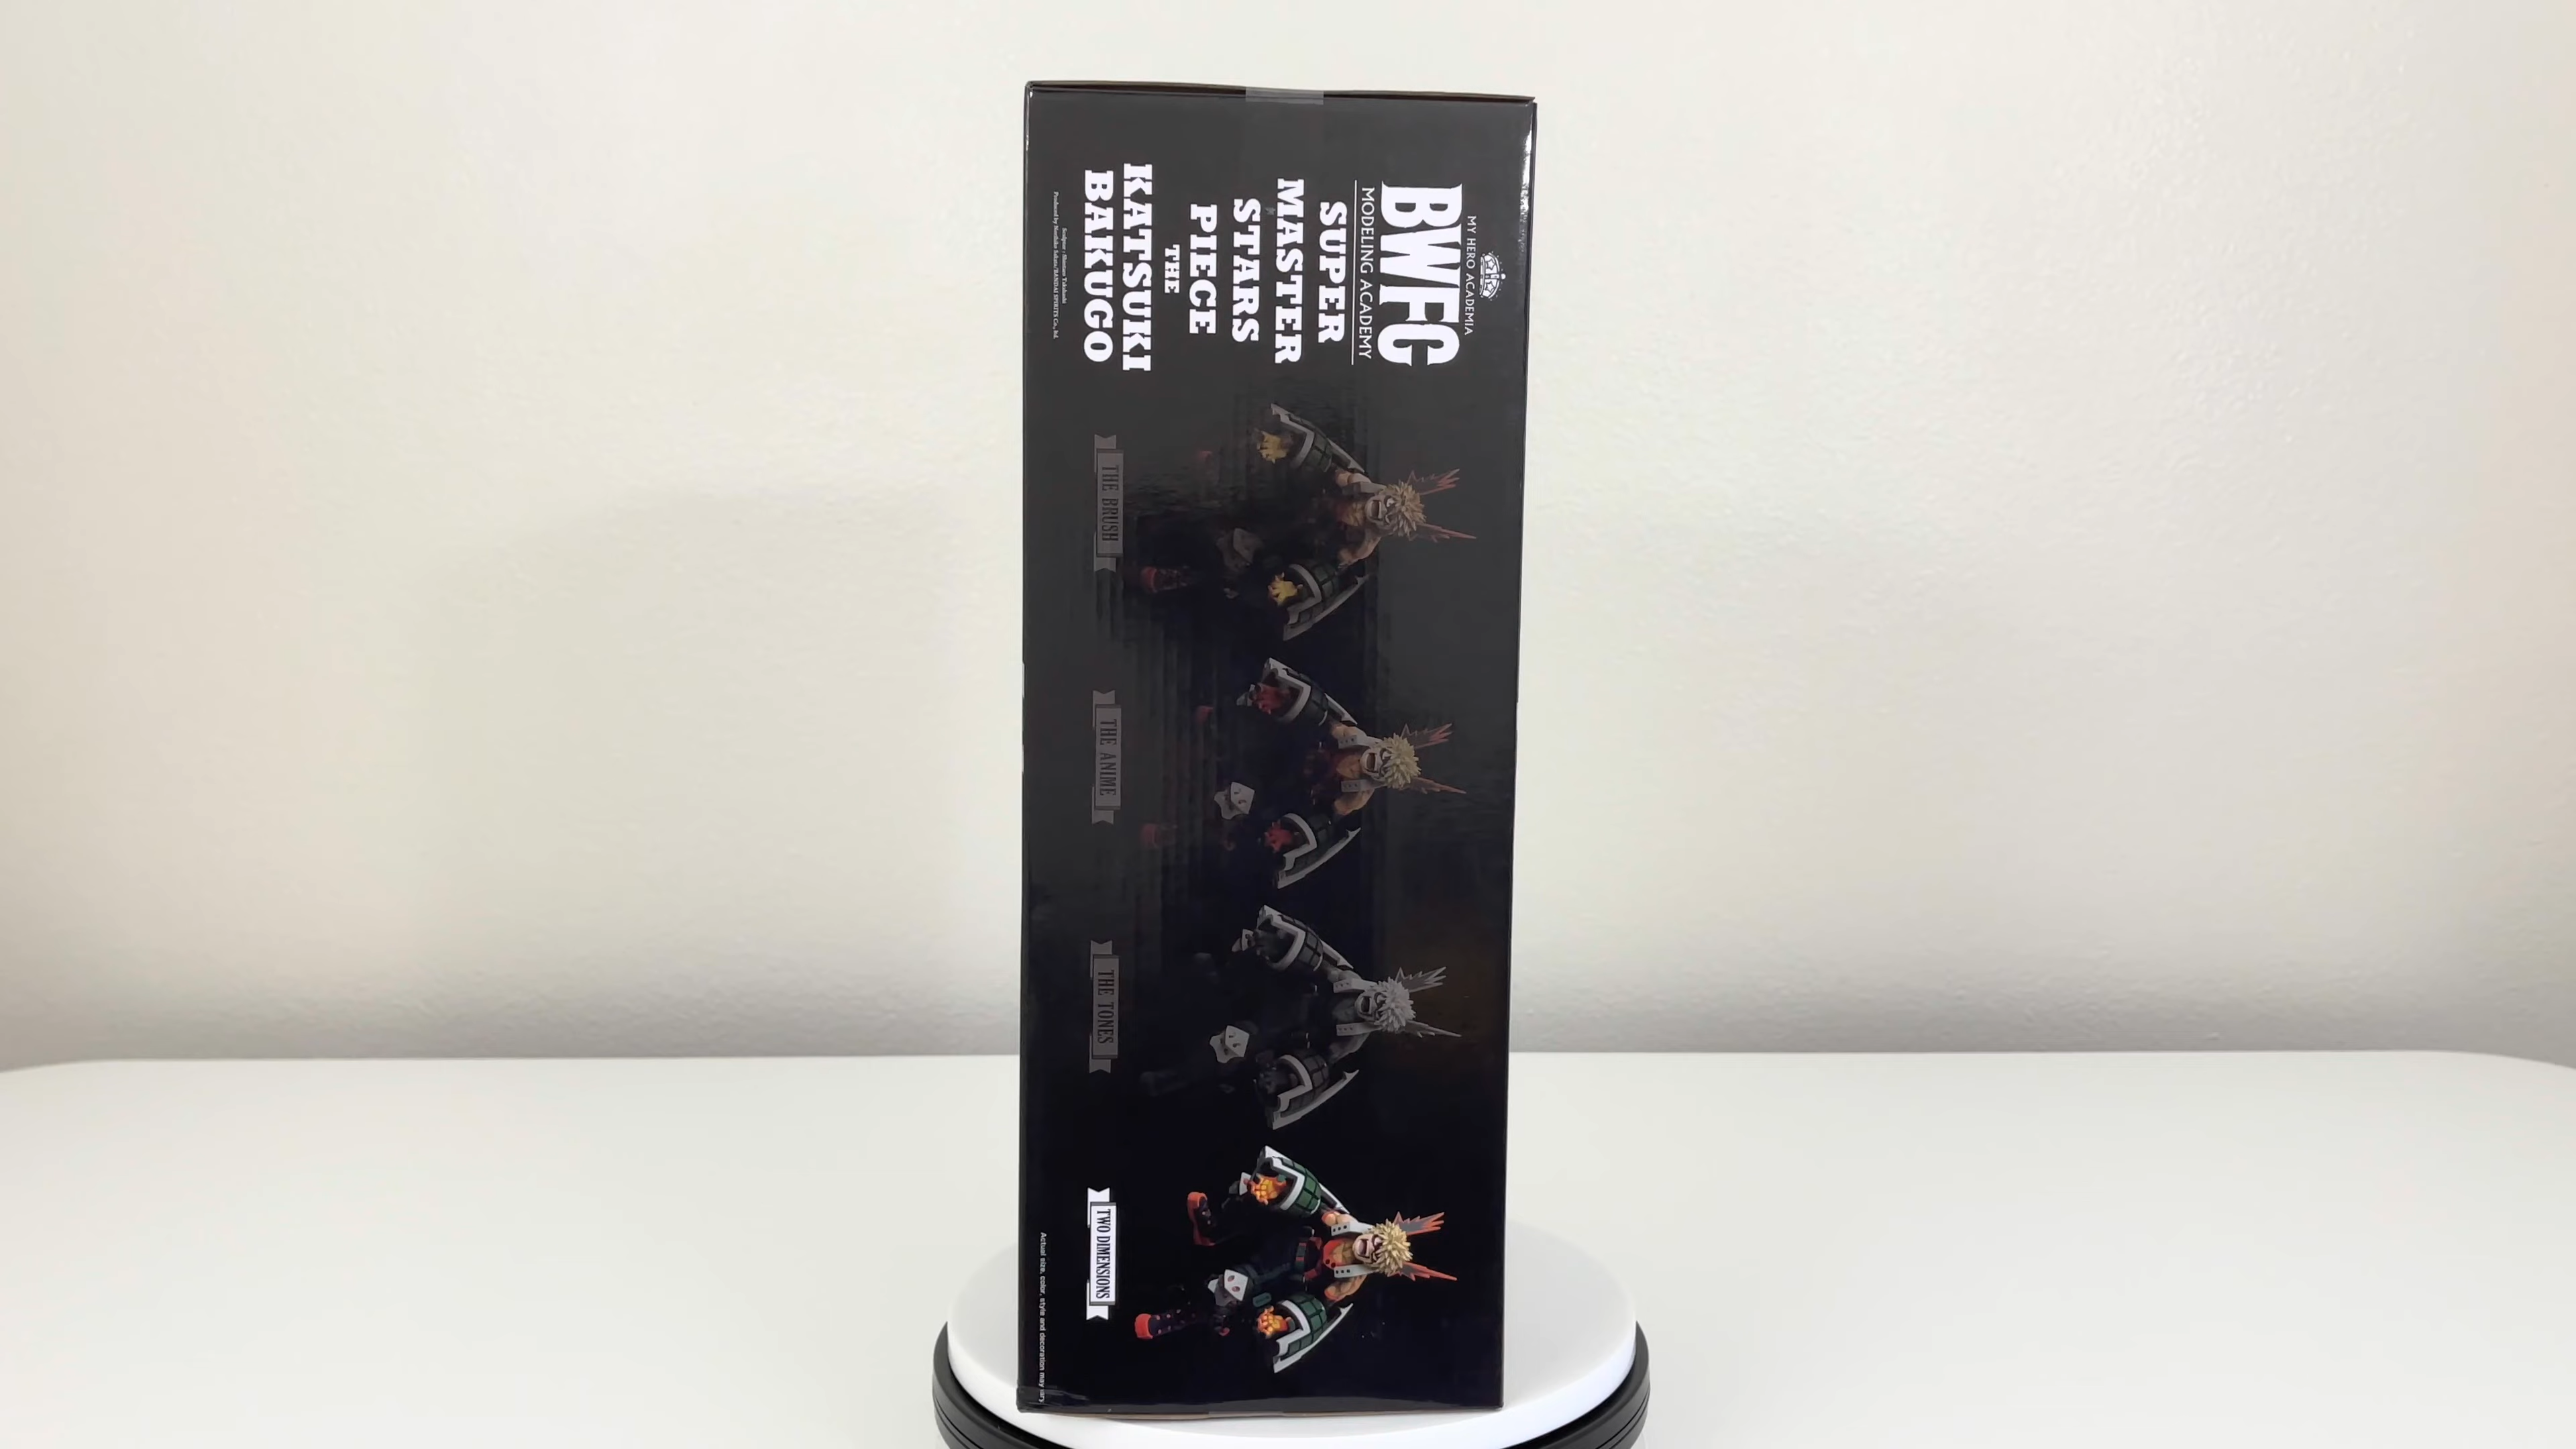 MY HERO ACADEMIA
BWFC
MODELING ACADEMY
SUPER
MASTER
STARS
PIECE
THE
KATSUKI
BAKUGO
THE BRUSH
THE ANIME
THE TONES
TWO DIMENSIONS
Actual size, color, style and decoration may vary